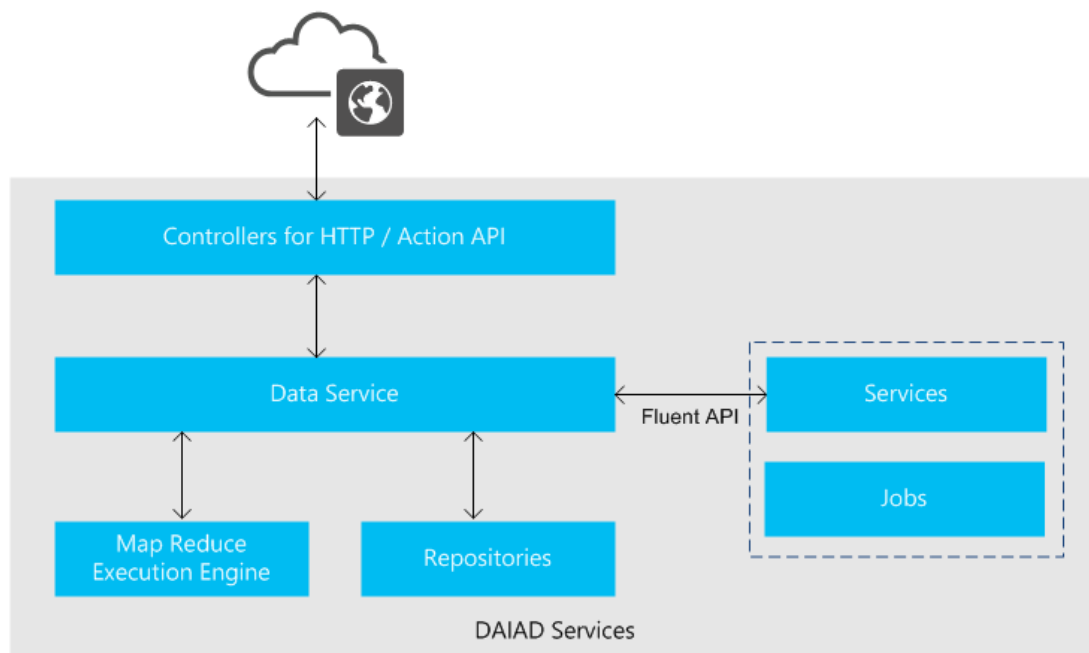 Controllers for HTTP / Action API
Data Service
Fluent API
Services
Jobs
Map Reduce
Execution Engine
Repositories
DAIAD Services